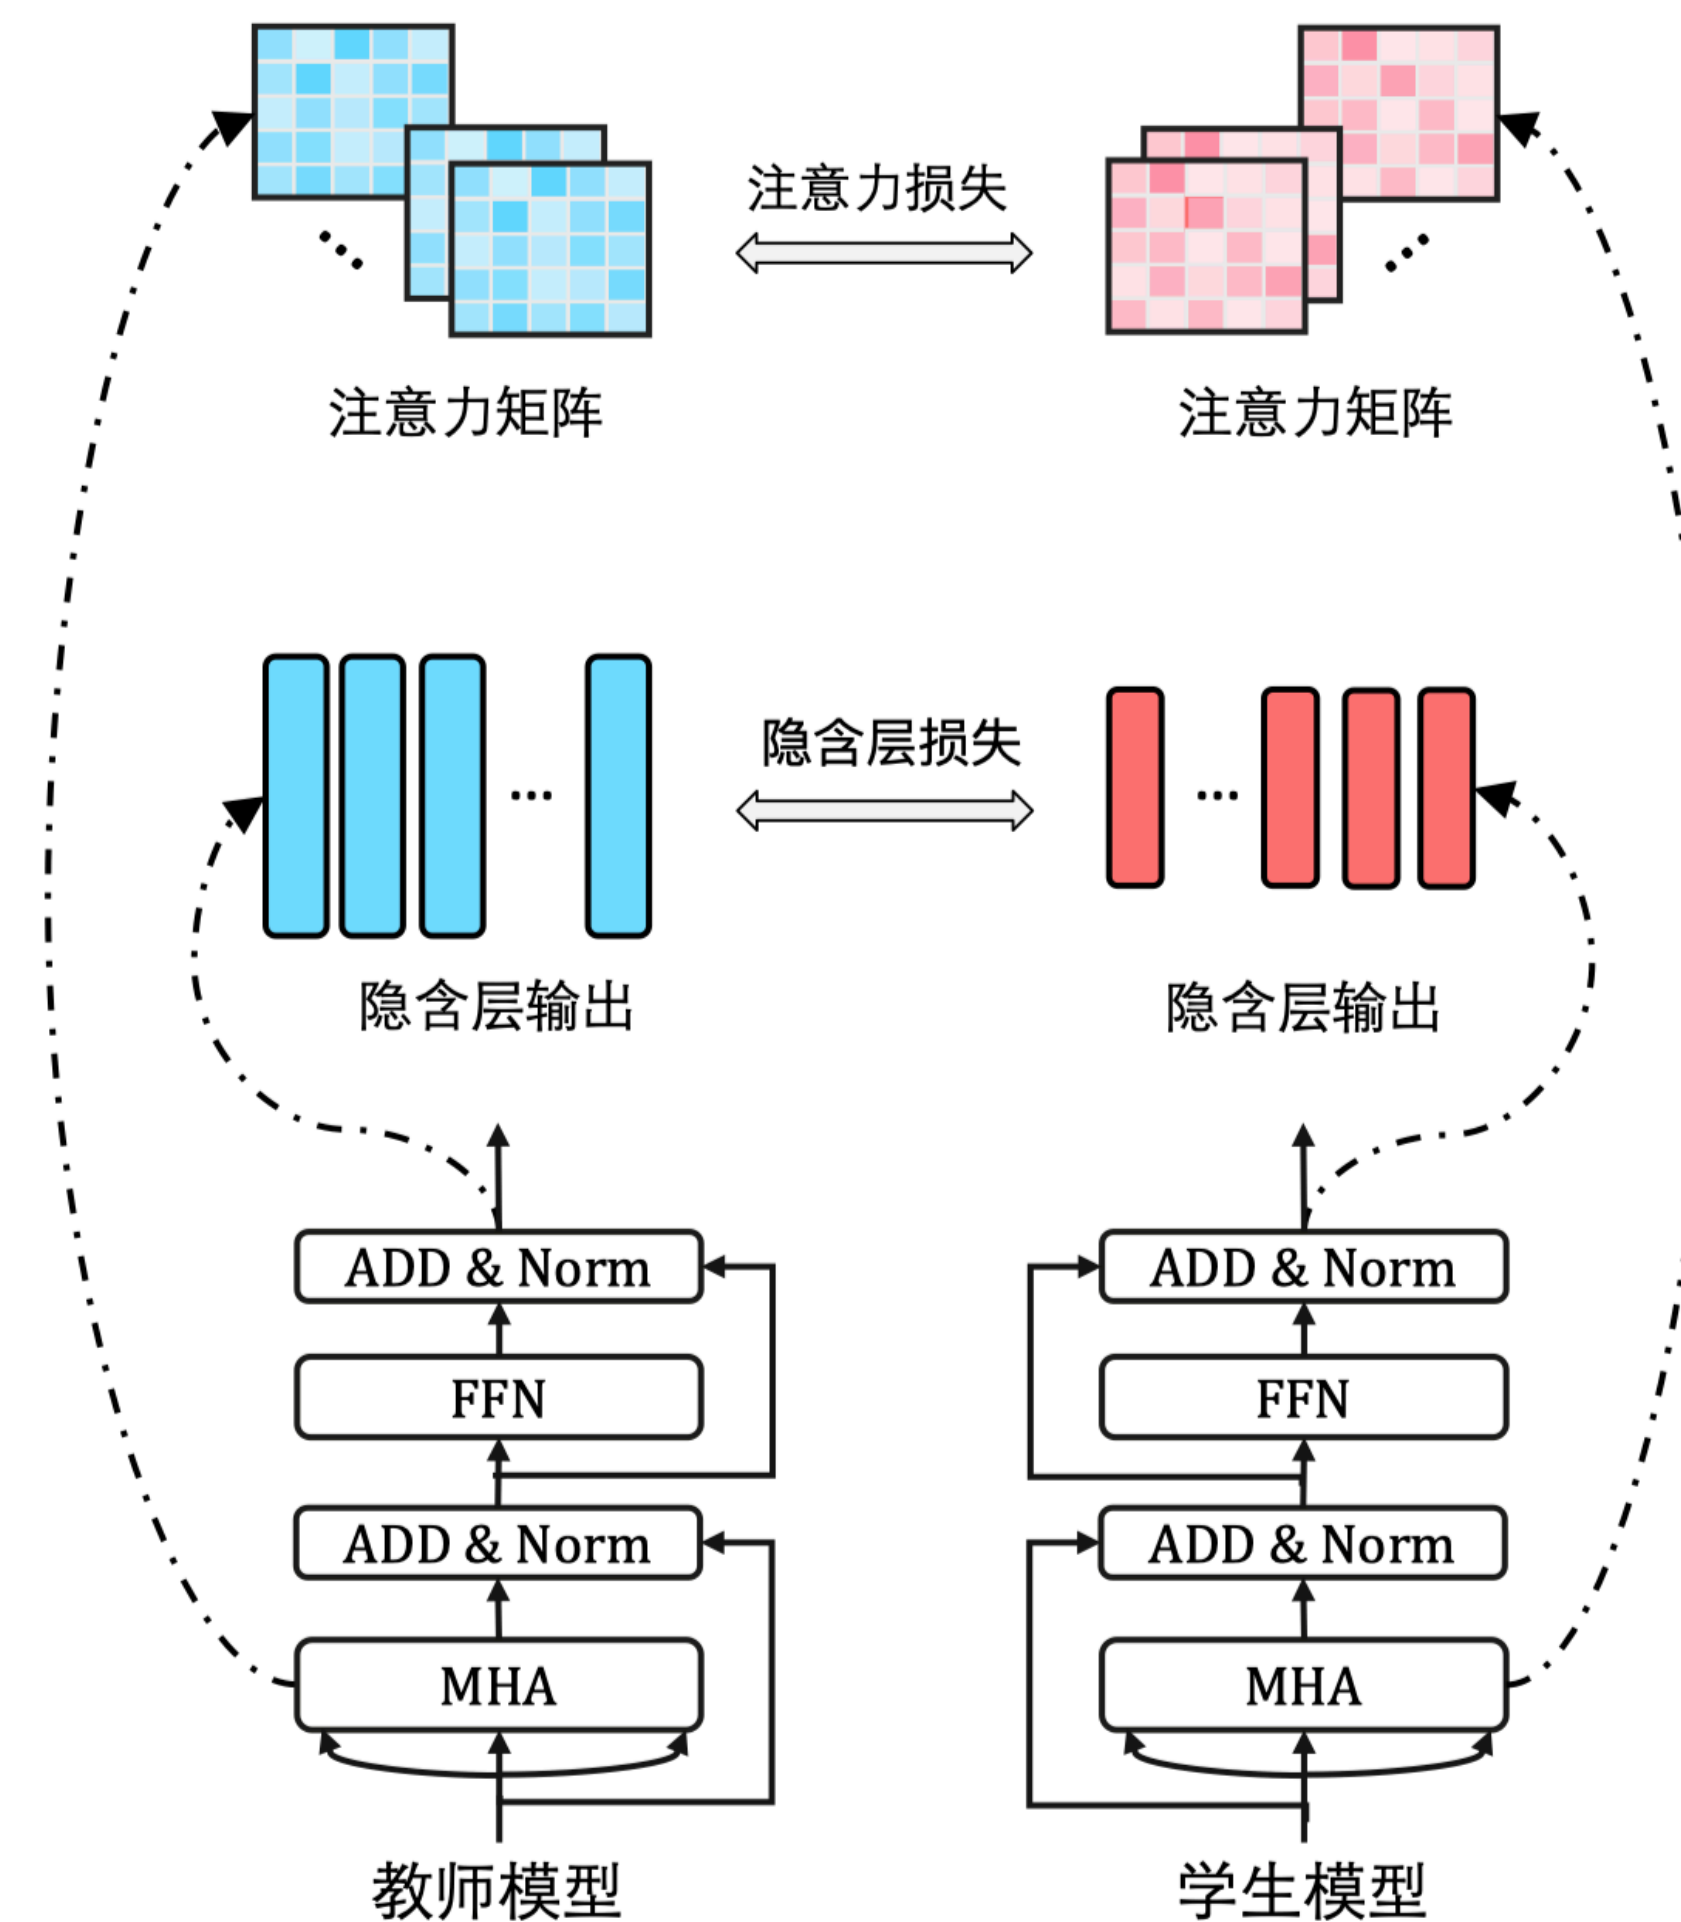 注意力损失
注意力矩阵
注意力矩阵
隐含层损失
隐含层输出
隐含层输出
ADD & Norm
ADD & Norm
FFN
FFN
ADD & Norm
ADD & Norm
MHA
MHA
教师模型
学生模型